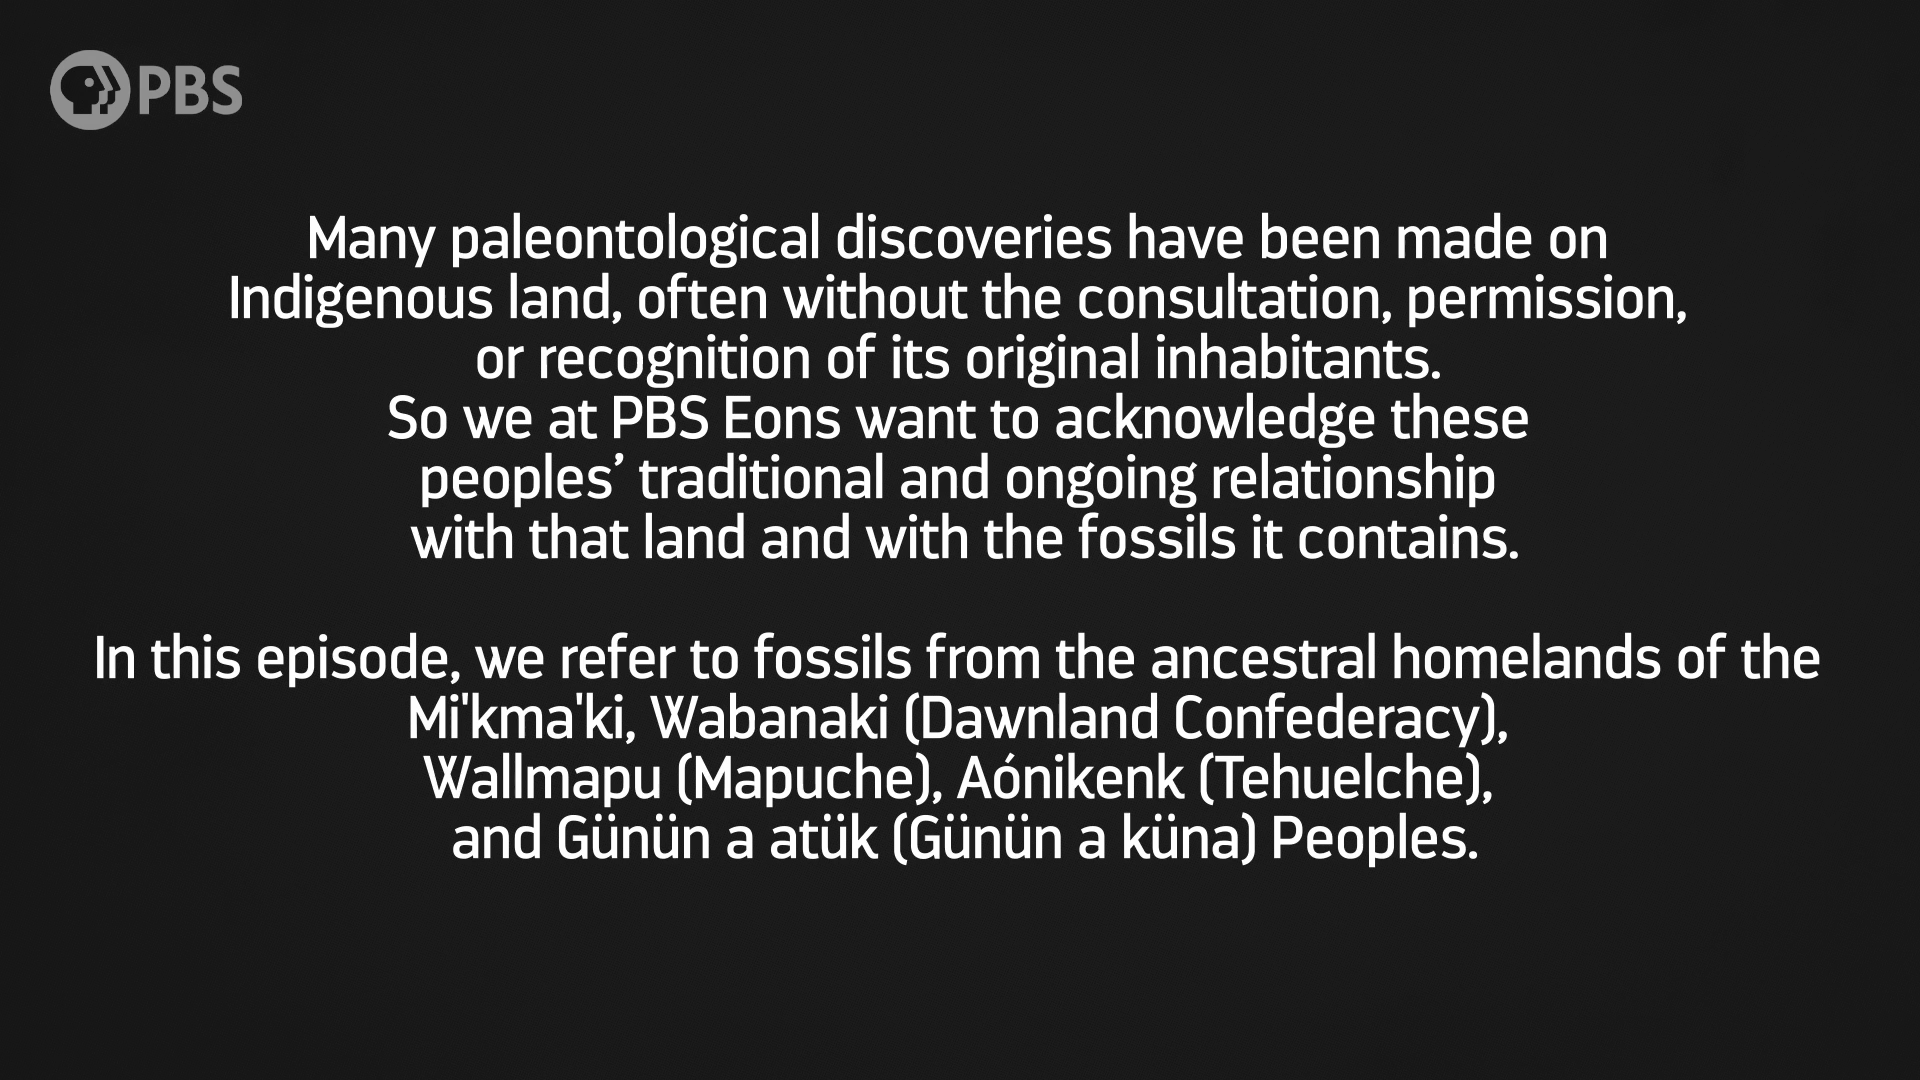 PBS
Many paleontological discoveries have been made on
Indigenous land, often without the consultation, permission,
or recognition of its original inhabitants.
So we at PBS Eons want to acknowledge these
peoples’ traditional and ongoing relationship
with that land and with the fossils it contains.
In this episode, we refer to fossils from the ancestral homelands of the
Mi'kma'ki, Wabanaki (Dawnland Confederacy),
Wallmapu (Mapuche), Aónikenk (Tehuelche),
and Günün a atük (Günün a küna) Peoples.